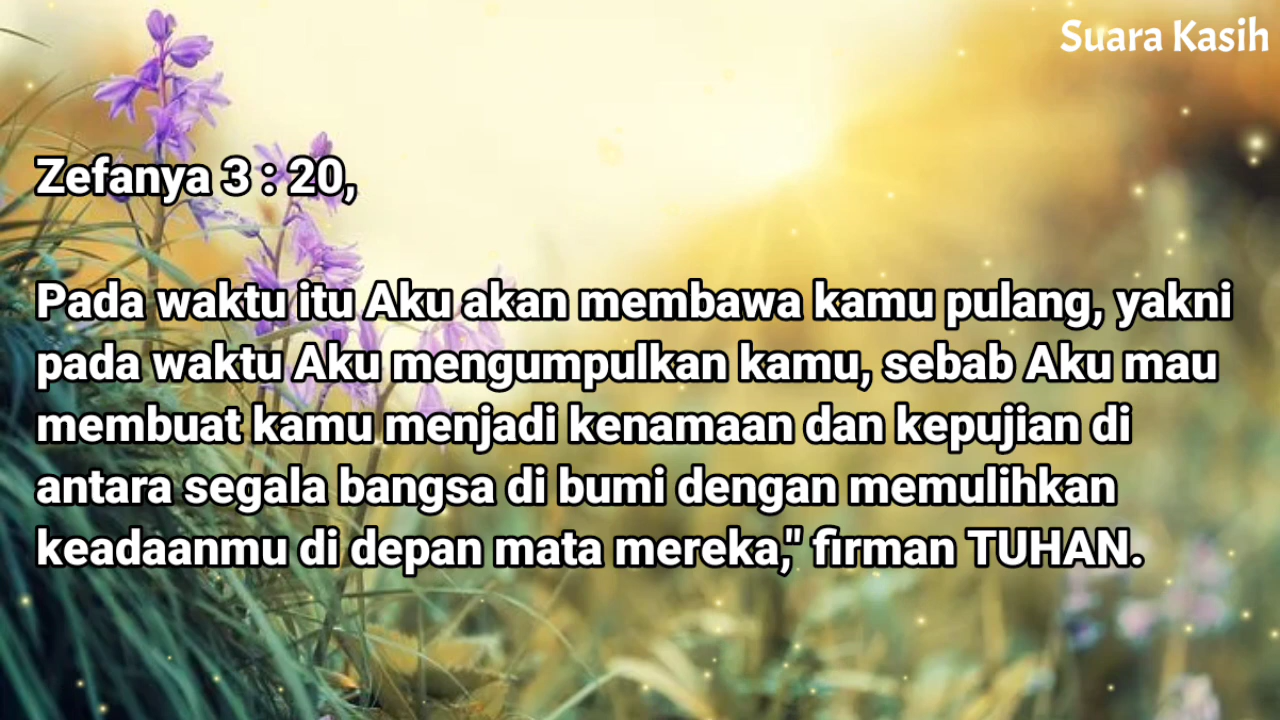 Suara Kasih
Zefanya 3 : 20,
Pada waktu itu Aku akan membawa kamu pulang, yakni
pada waktu Aku mengumpulkan kamu, sebab Aku mau
membuat kamu menjadi kenamaan dan kepujian di
antara segala bangsa di bumi dengan memulihkan
keadaanmu di depan mata mereka," firman TUHAN.